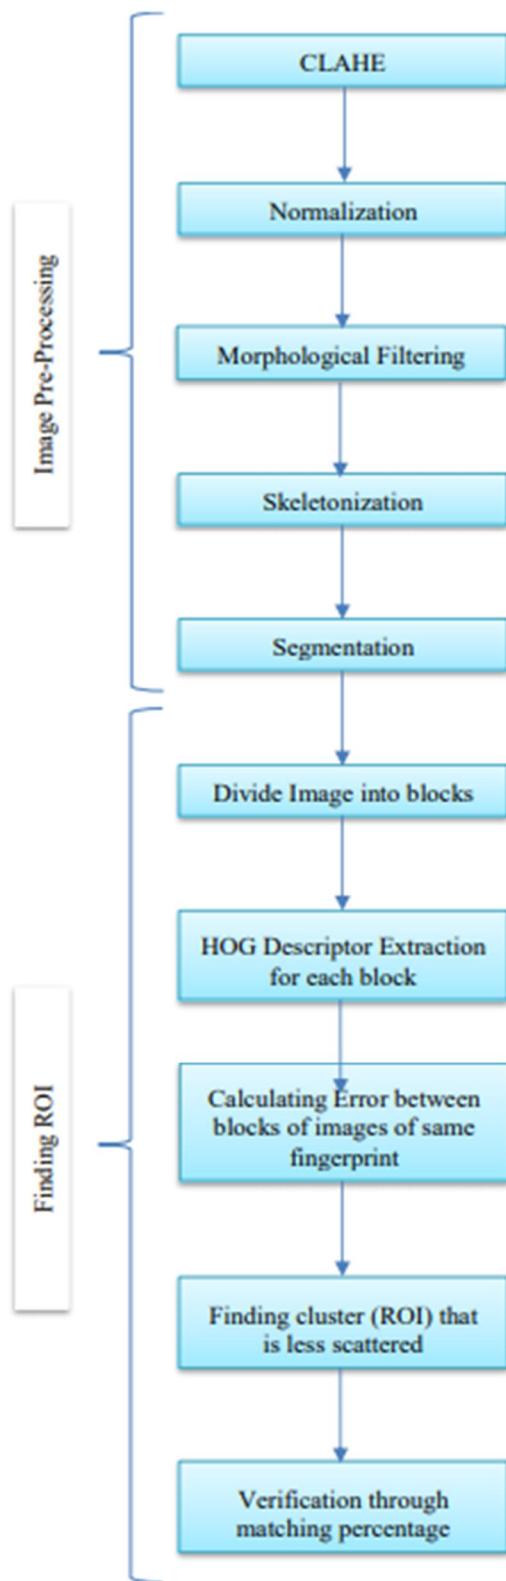 CLAHE
Normalization
Image Pre-Processing
Morphological Filtering
Skeletonization
Segmentation
Divide Image into blocks
HOG Descriptor Extraction
for each block
Finding ROI
Calculating Error between
blocks of images of same
fingerprint
Finding cluster (ROI) that
is less scattered
Verification through
matching percentage